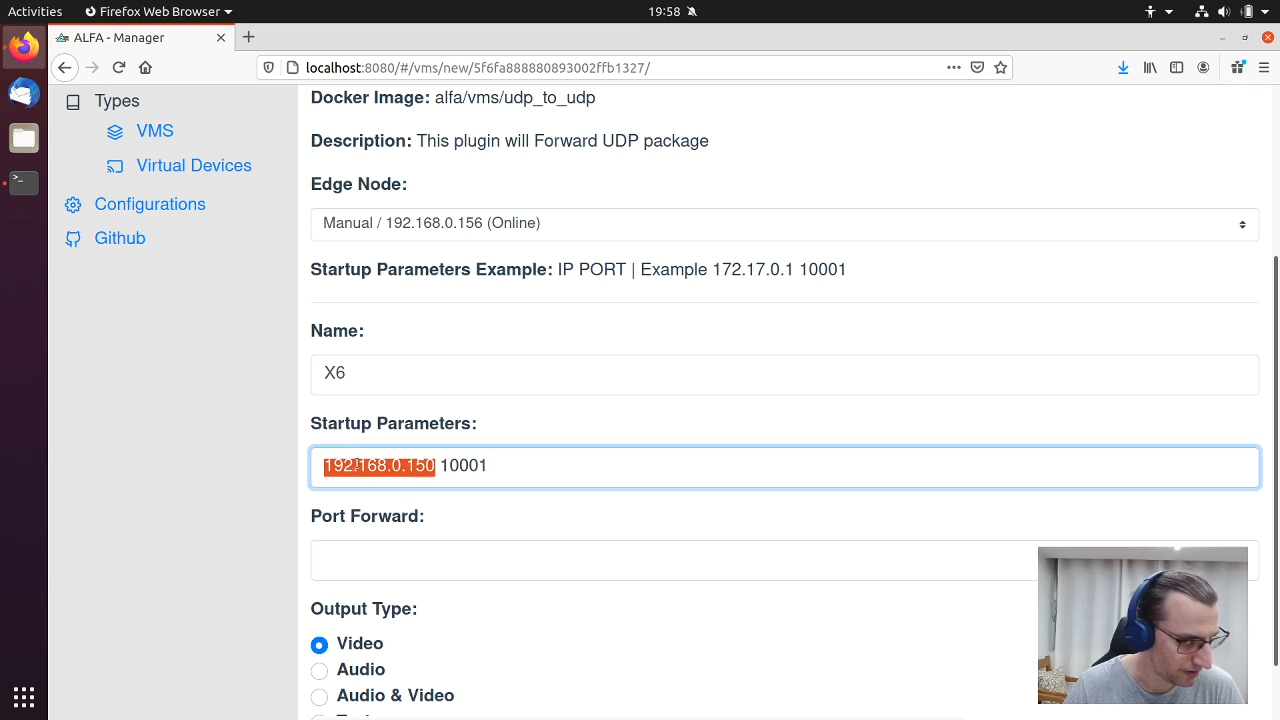 Activities
Firefox Web Browser
19:58
ALFA - Manager
localhost:8080/#/vms/new/5f6fa888880893002ffb1327/
Types
VMS
Virtual Devices
Configurations
Github
Docker Image: alfa/vms/udp_to_udp
Description: This plugin will Forward UDP package
Edge Node:
Manual / 192.168.0.156 (Online)
Startup Parameters Example: IP PORT | Example 172.17.0.1 10001
Name:
X6
Startup Parameters:
192.168.0.150 10001
Port Forward:
Output Type:
Video
Audio
Audio & Video